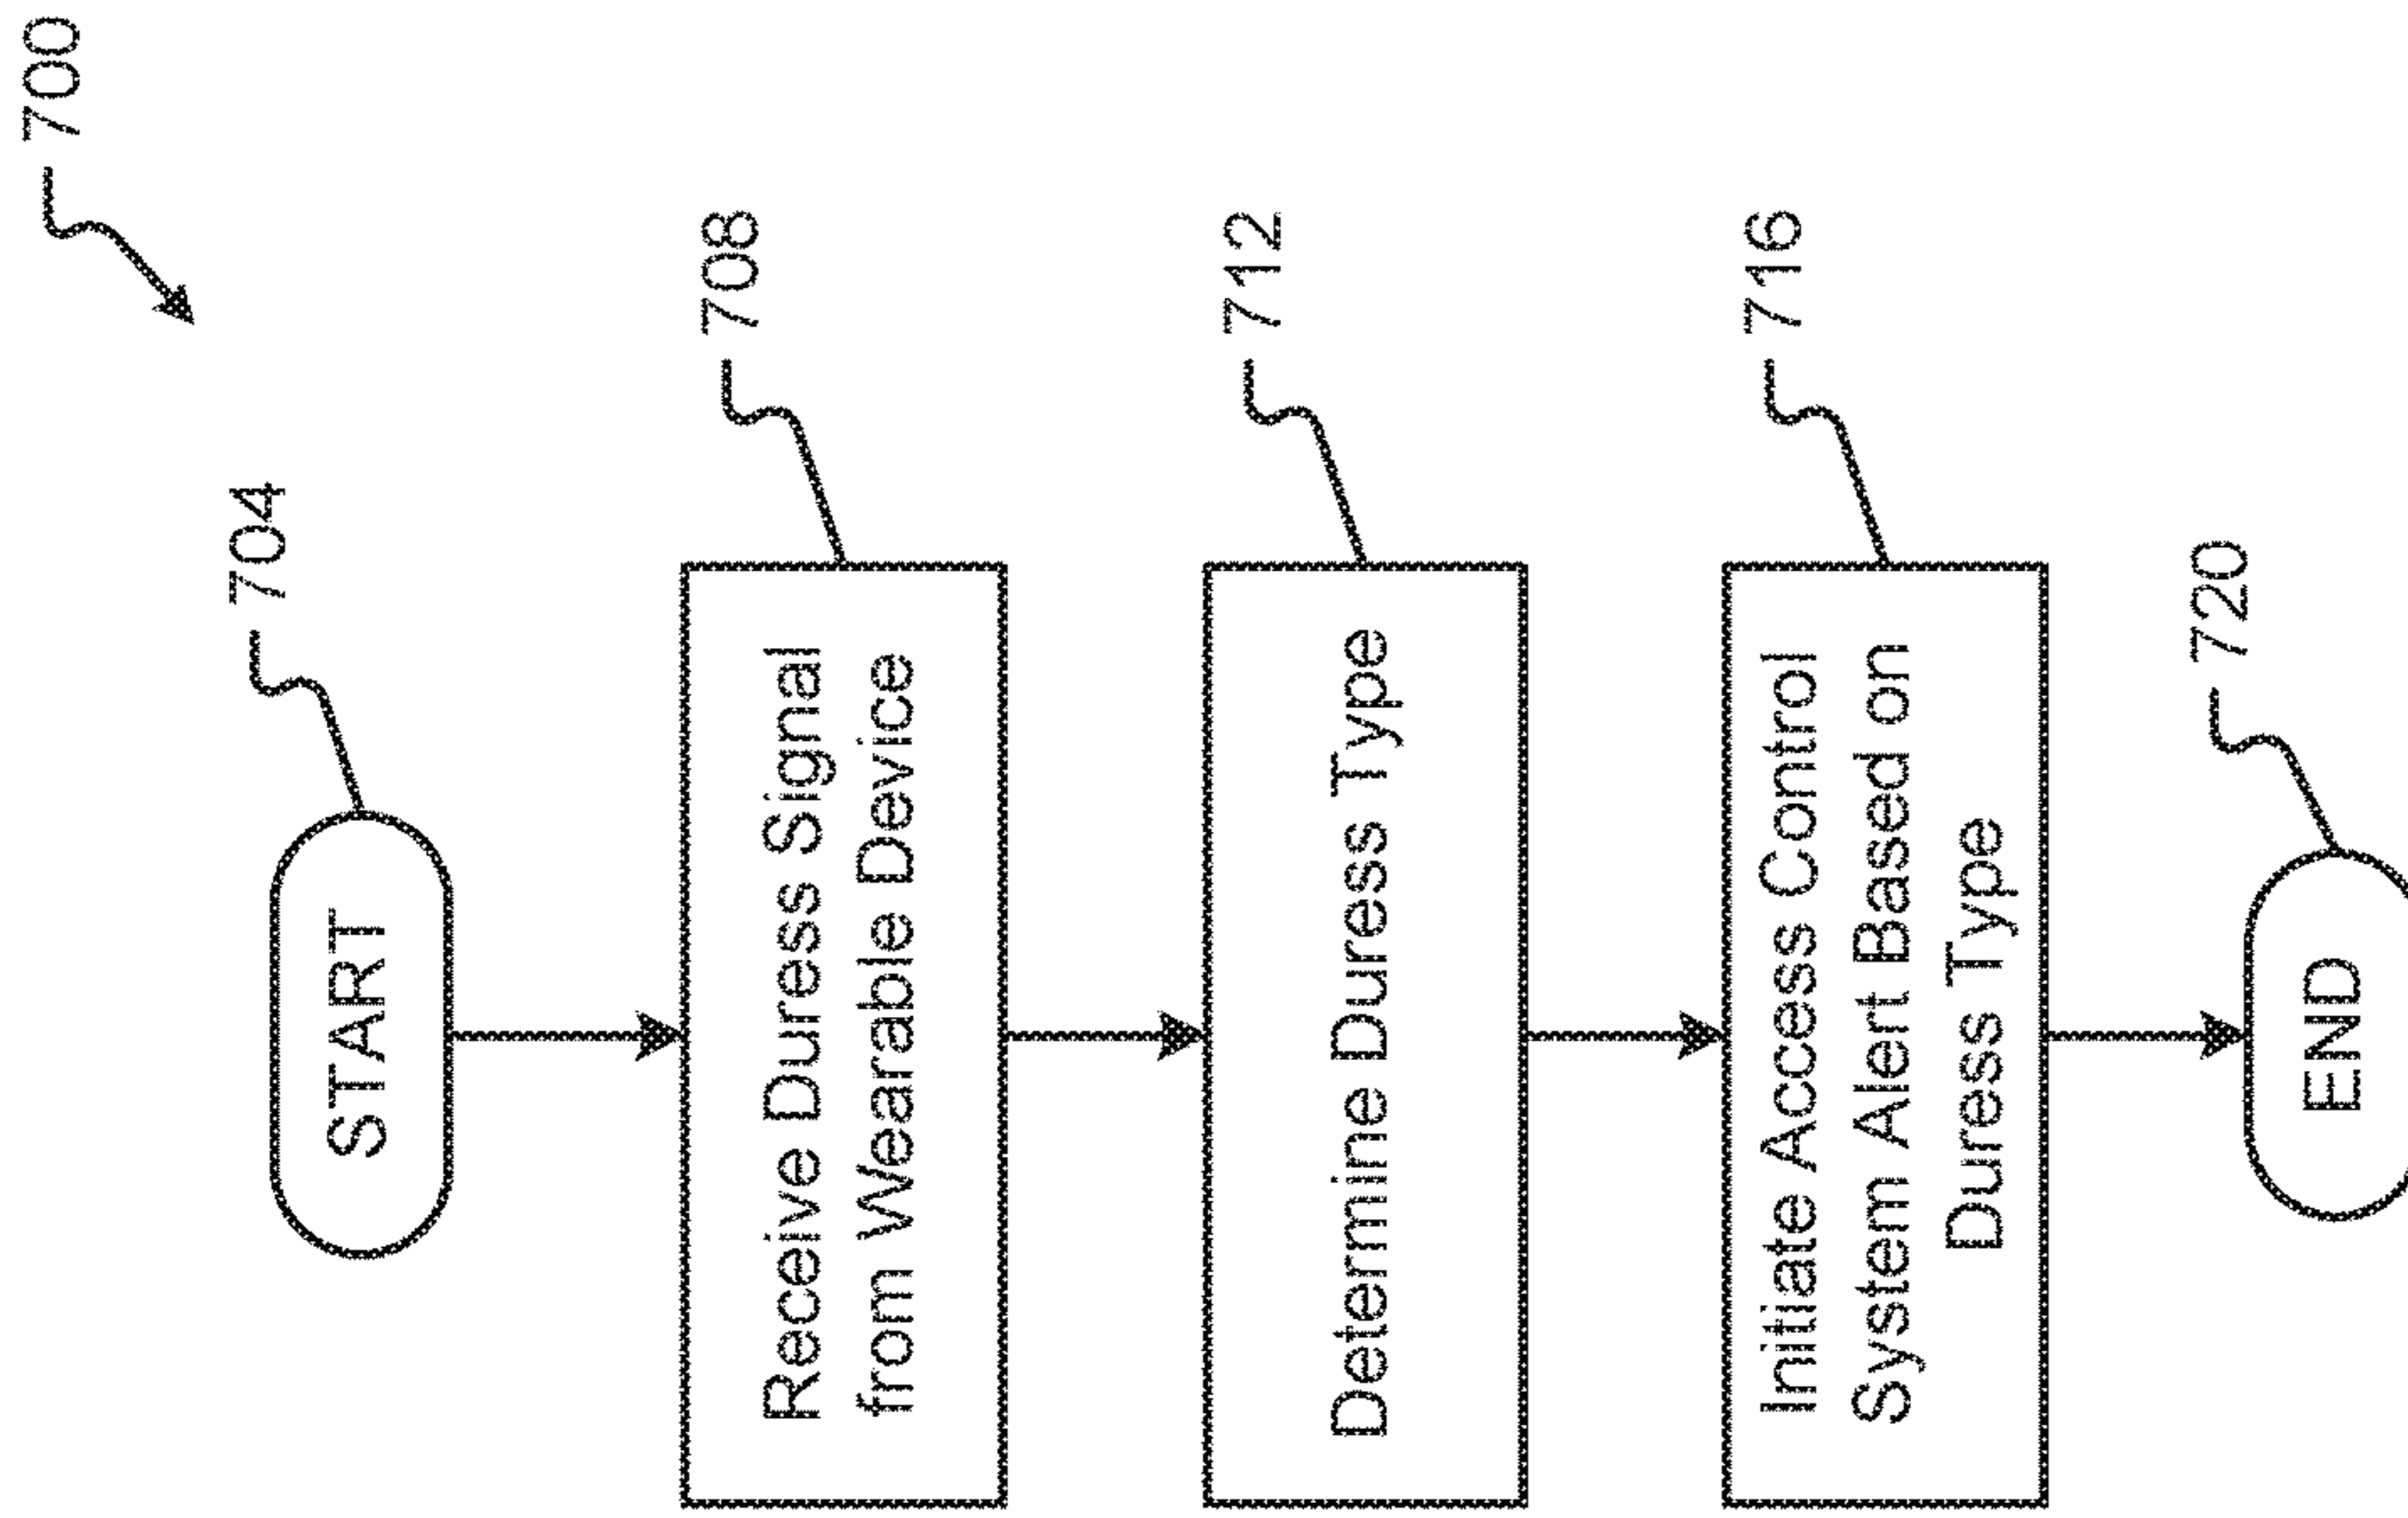 700
704
START
708
Receive Duress Signal
from Wearable Device
712
Determine Duress Type
716
Initiate Access Control
System Alert Based on
Duress Type
720
END